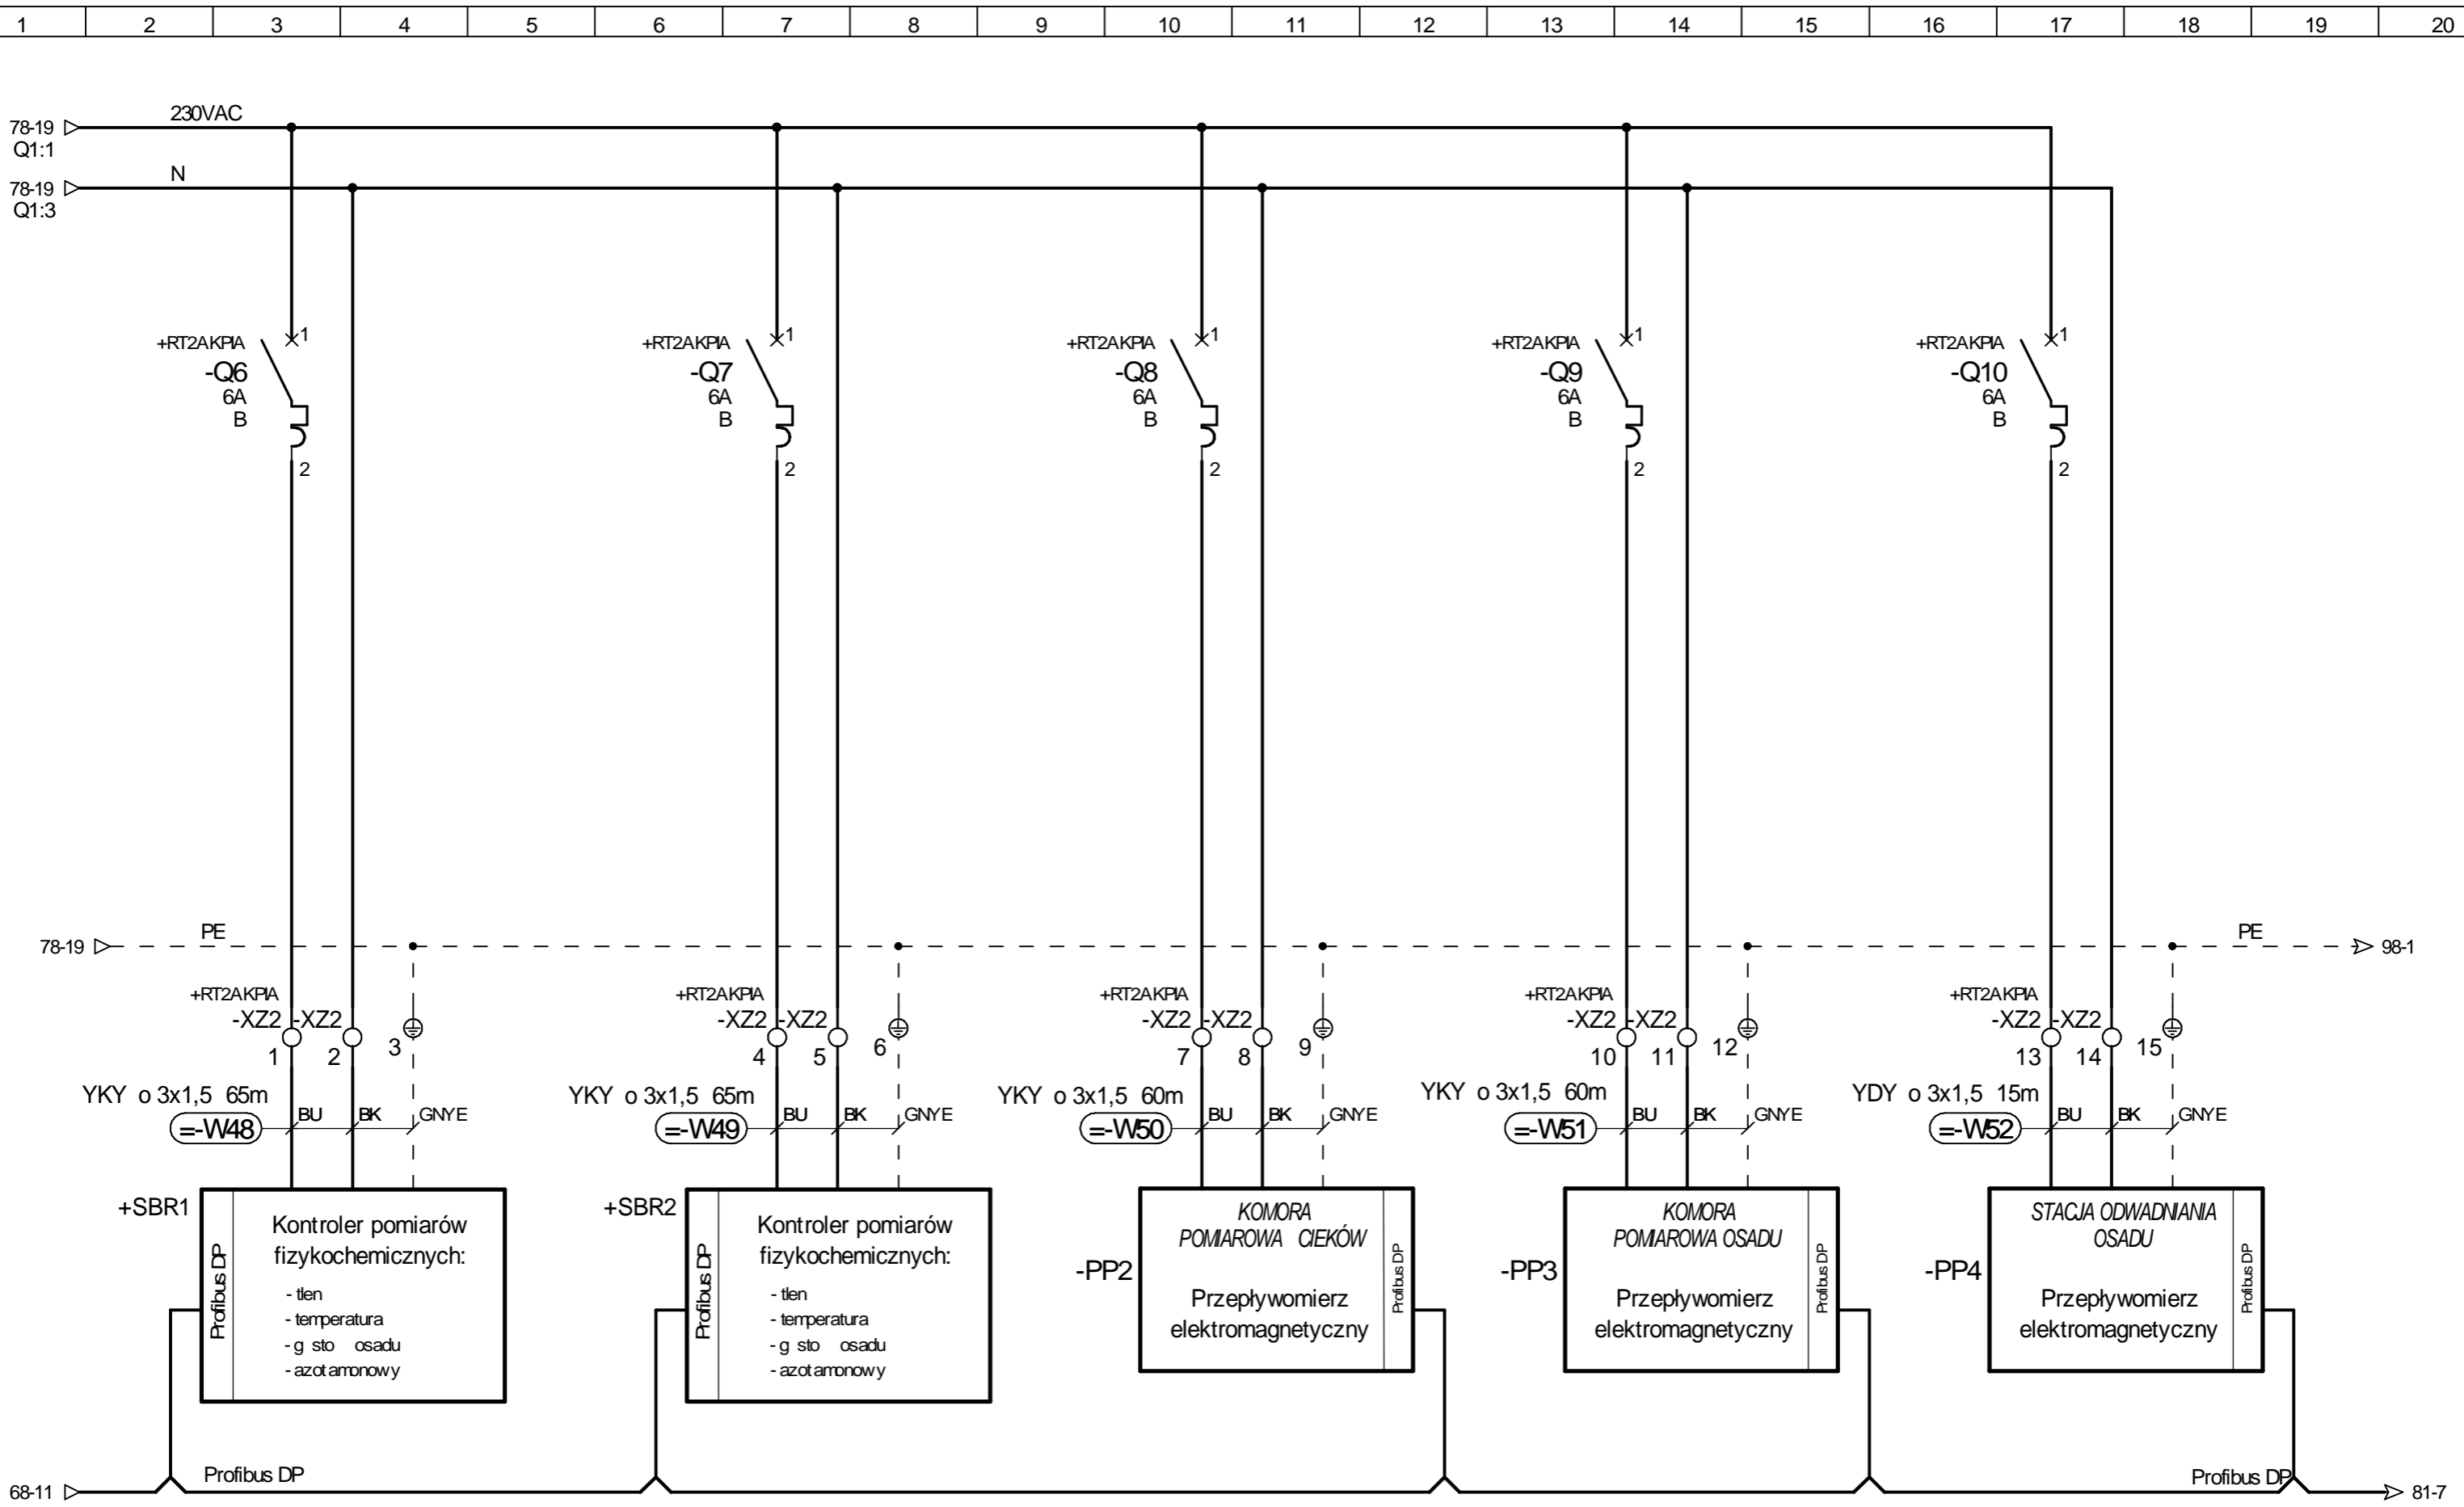 1 2 3 4 5 6 7 8 9 10 11 12 13 14 15 16 17 18 19 20
230VAC
78-19
Q1:1
N
78-19
Q1:3
+RT2AKPIA 1 +RT2AKPIA 1 +RT2AKPIA 1 +RT2AKPIA 1 +RT2AKPIA 1
-Q6 -Q7 -Q8 -Q9 -Q10
6A 6A 6A 6A 6A
B B B B B
2 2 2 2 2
PE PE
78-19 98-1
+RT2AKPIA +RT2AKPIA +RT2AKPIA +RT2AKPIA +RT2AKPIA
-XZ2 -XZ2 -XZ2 -XZ2 -XZ2 -XZ2 -XZ2 -XZ2 -XZ2 -XZ2
1 2 3 4 5 6 7 8 9 10 11 12 13 14 15
YKY o 3x1,5 65m YKY o 3x1,5 65m YKY o 3x1,5 60m YKY o 3x1,5 60m YDY o 3x1,5 15m
BU BK GNYE BU BK GNYE BU BK GNYE BU BK GNYE BU BK GNYE
=-W48 =-W49 =-W50 =-W51 =-W52
+SBR1
Profibus DP
Kontroler pomiarów
fizykochemicznych:
- tlen
- temperatura
- g sto osadu
- azot amonowy
+SBR2
Profibus DP
Kontroler pomiarów
fizykochemicznych:
- tlen
- temperatura
- g sto osadu
- azot amonowy
-PP2
KOMORA
POMIAROWA CIEKÓW
Przepływomierz
elektromagnetyczny
Profibus DP
-PP3
KOMORA
POMIAROWA OSADU
Przepływomierz
elektromagnetyczny
Profibus DP
-PP4
STACJA ODWADNIANIA
OSADU
Przepływomierz
elektromagnetyczny
Profibus DP
Profibus DP Profibus DP
68-11 81-7